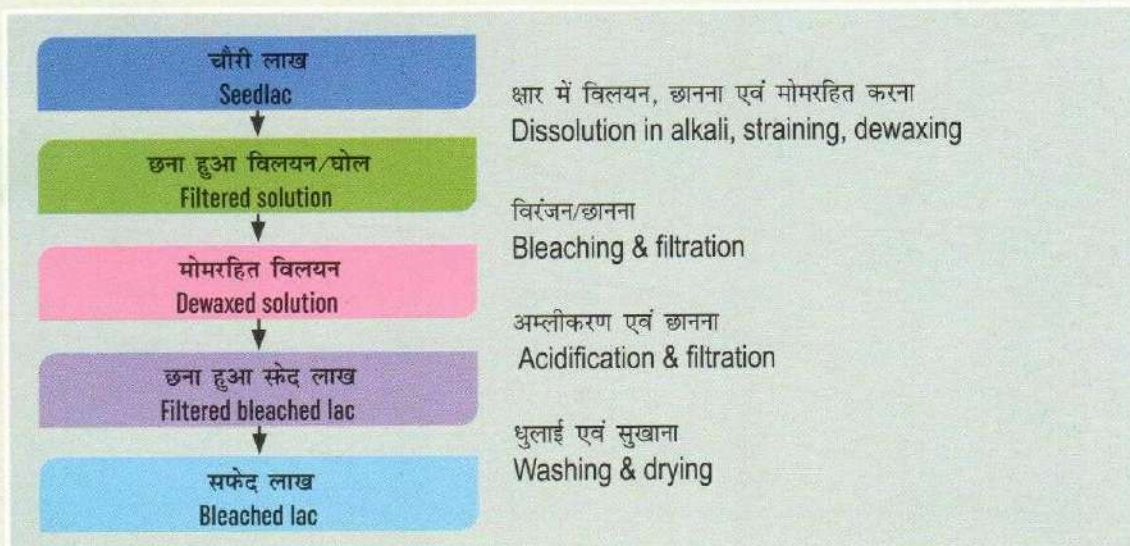 चौरी लाख
Seedlac
क्षार में विलयन, छानना एवं मोमरहित करना
Dissolution in alkali, straining, dewaxing
छना हुआ विलयन/घोल
Filtered solution
विरंजन/छानना
Bleaching & filtration
मोमरहित विलयन
Dewaxed solution
अम्लीकरण एवं छानना
Acidification & filtration
छना हुआ स्फेद लाख
Filtered bleached lac
धुलाई एवं सुखाना
Washing & drying
सफेद लाख
Bleached lac